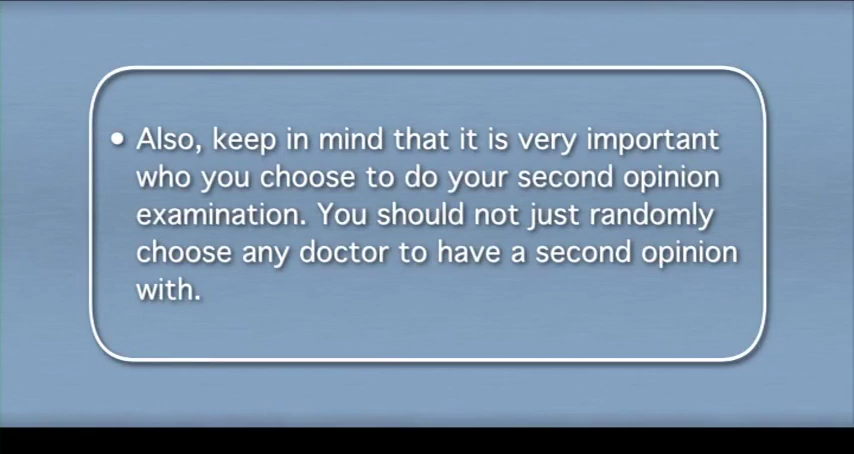 • Also, keep in mind that it is very important
who you choose to do your second opinion
examination. You should not just randomly
choose any doctor to have a second opinion
with.